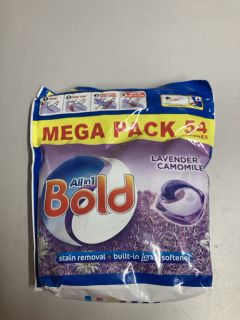 MEGA PACK 54
All in 1
Bold
LAVENDER
CAMOMILE
stain removal + built-in Lenor softener